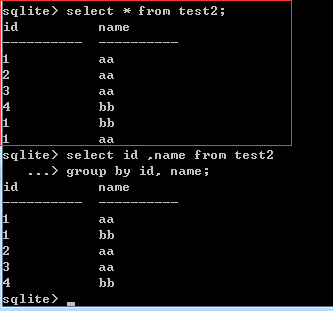 sqlite> select * from test2;
id          name
----------  ----------
1           aa
2           aa
3           aa
4           bb
1           bb
1           aa
sqlite> select id ,name from test2
   ...> group by id, name;
id          name
----------  ----------
1           aa
1           bb
2           aa
3           aa
4           bb
sqlite> _